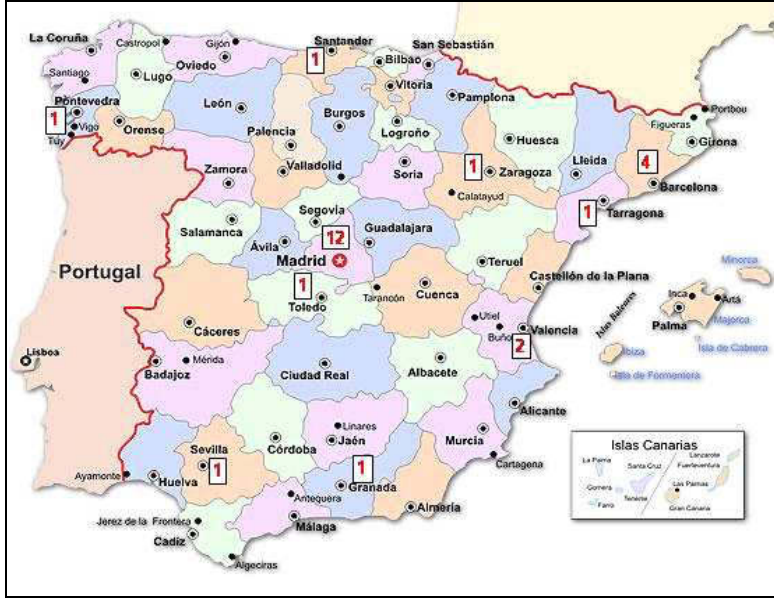 La Coruña
Castropol
Gijón
Santander
1
San Sebastián
Oviedo
Bilbao
Santiago
Lugo
Vitoria
Pamplona
Portbou
Pontevedra
León
Burgos
Figueras
1
Vigo
Orense
Logroño
Huesca
Girona
Tuy
Palencia
Lleida
4
Zamora
Valladolid
Soria
1
Zaragoza
Barcelona
Calatayud
1
Tarragona
Segovia
Salamanca
12
Guadalajara
Ávila
Madrid
Teruel
Minorca
Portugal
1
Castellón de la Plana
Toledo
Tarancón
Cuenca
Inca
Artá
Islas Baleares
Palma
Majorca
Cáceres
Utiel
Valencia
Buño
2
Isla de Cabrera
Lisboa
Mérida
Ibiza
Badajoz
Ciudad Real
Albacete
Isla de Formentera
Alicante
Linares
Sevilla
Córdoba
Jaén
Murcia
Islas Canarias
1
1
Cartagena
La Palma
Santa Cruz
Lanzarote
Fuerteventura
Ayamonte
Huelva
Granada
Gomera
Las Palmas
Antequera
Almería
Tenerife
Jerez de la Frontera
Málaga
Gran Canaria
Cadiz
Algeciras